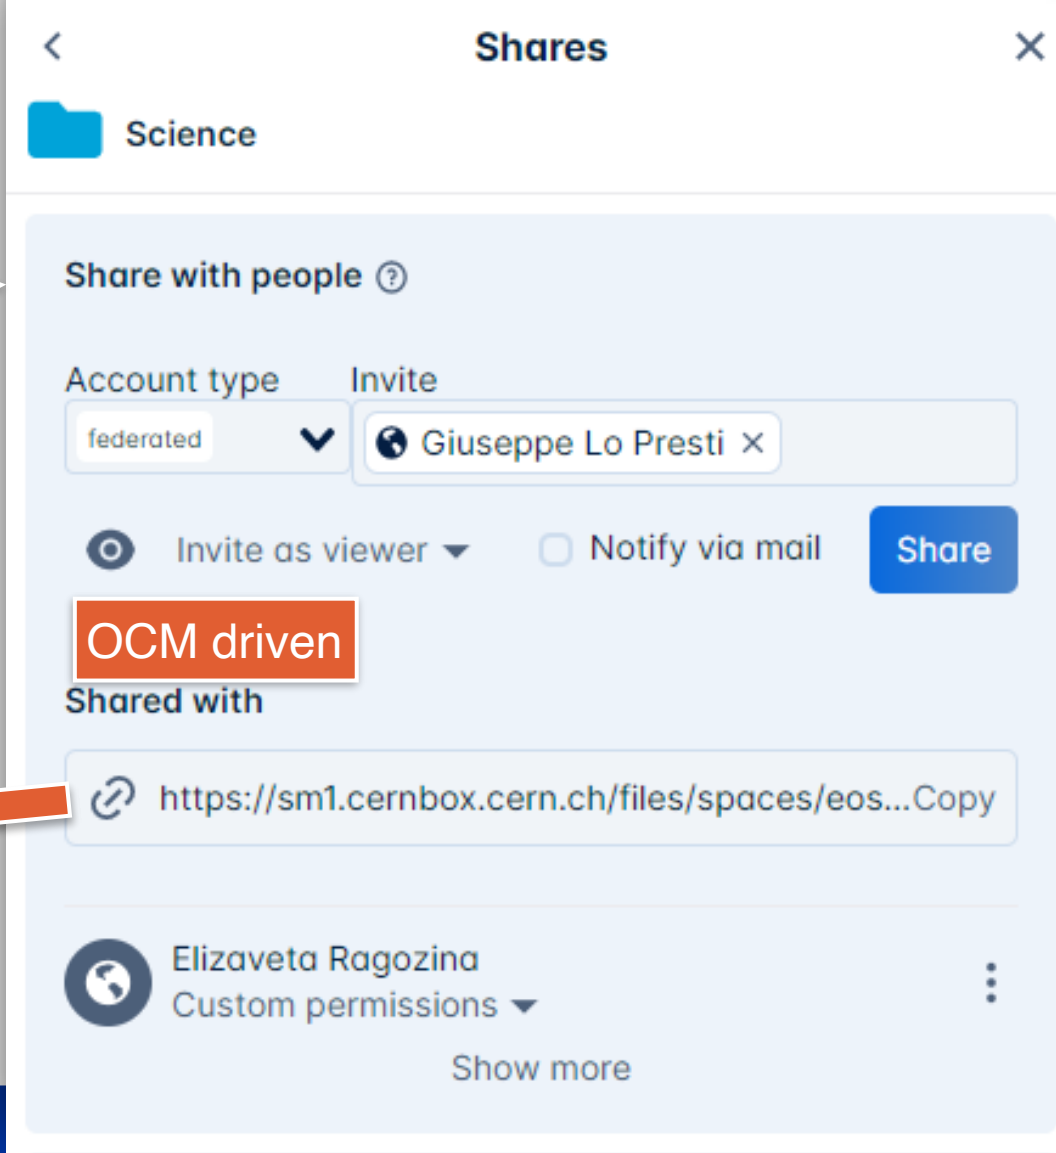 Shares
Science
Share with people
Account type Invite
federated Giuseppe Lo Presti
Invite as viewer Notify via mail Share
OCM driven
Shared with
https://sm1.cernbox.cern.ch/files/spaces/eos...Copy
Elizaveta Ragozina
Custom permissions
Show more